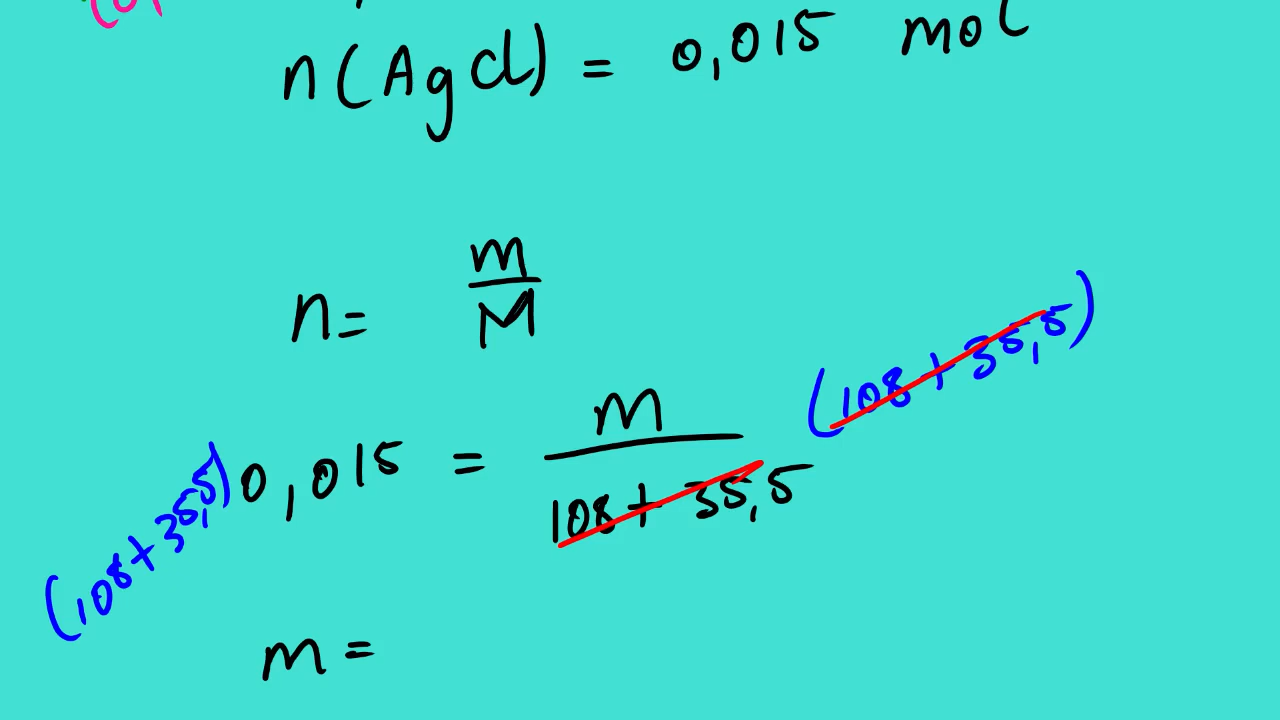 n(AgCl) = 0,015 mol
n = m/M
(108+35,5) 0,015 = m/(108+35,5) (108+35,5)
m =